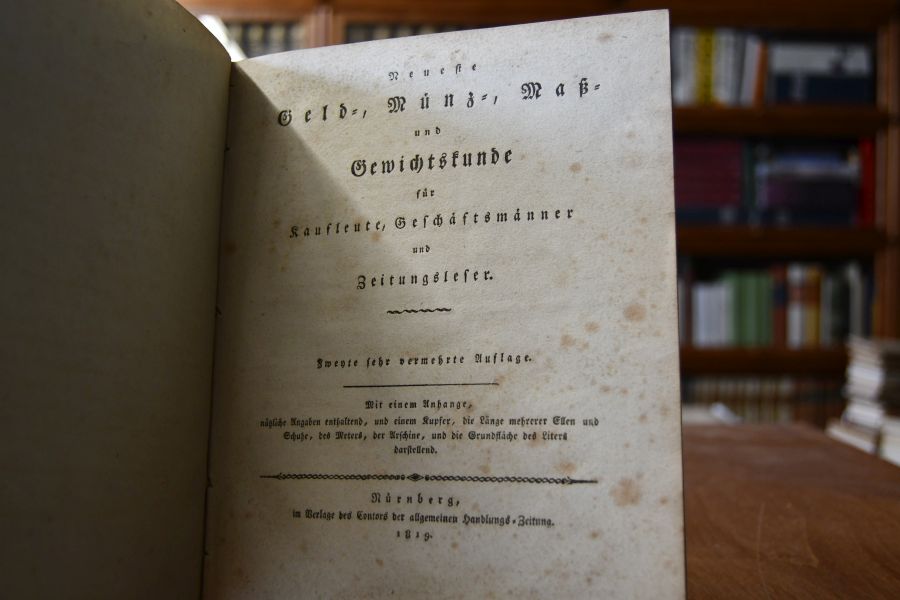 Neueste
Geld-, Münz-, Maß-
und
Gewichtskunde
für
Kaufleute, Geschäftsmänner
und
Zeitungsleser.
Zweyte sehr vermehrte Auflage.
Mit einem Anhange,
nützliche Angaben enthaltend, und einem Kupfer, die Länge mehrerer Ellen und
Schuhe, des Meters, der Arschine, und die Grundfläche des Liters
darstellend.
Nürnberg,
im Verlage des Contors der allgemeinen Handlungs-Zeitung.
1819.